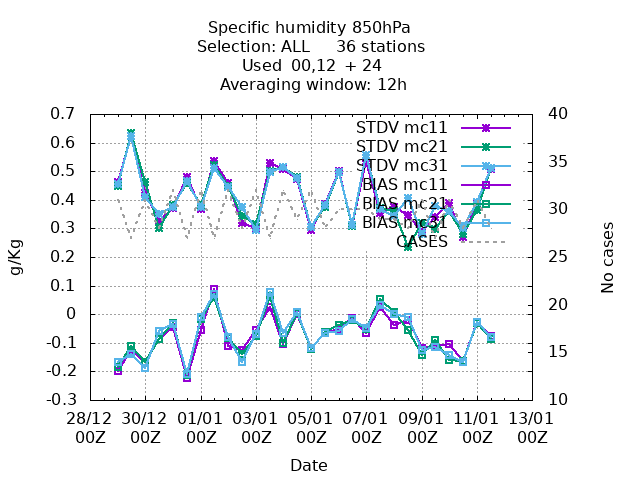 Specific humidity 850hPa
Selection: ALL 36 stations
Used 00,12 + 24
Averaging window: 12h
0.7
0.6
0.5
0.4
0.3
0.2
0.1
0
-0.1
-0.2
-0.3
g/Kg
STDV mc11
STDV mc21
STDV mc31
BIAS mc11
BIAS mc21
BIAS mc31
CASES
40
35
30
25
20
15
10
No cases
28/12 30/12 01/01 03/01 05/01 07/01 09/01 11/01 13/01
00Z 00Z 00Z 00Z 00Z 00Z 00Z 00Z 00Z
Date